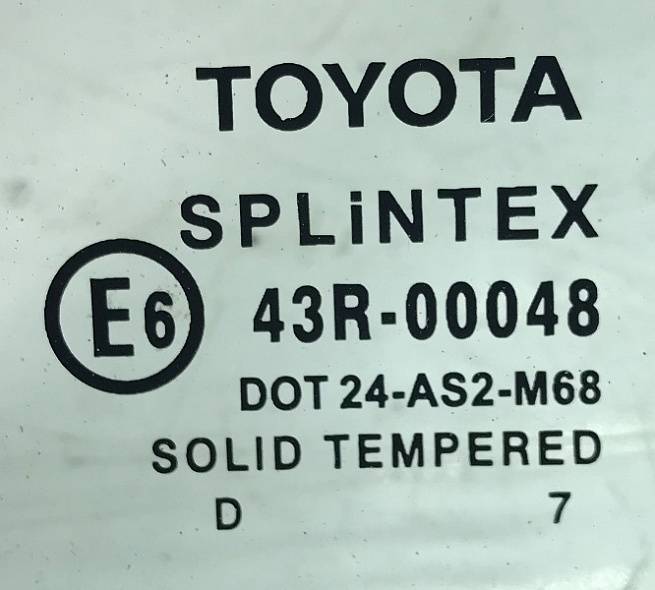 TOYOTA
SPLiNTEX
E6 43R-00048
DOT 24-AS2-M68
SOLID TEMPERED
D 7